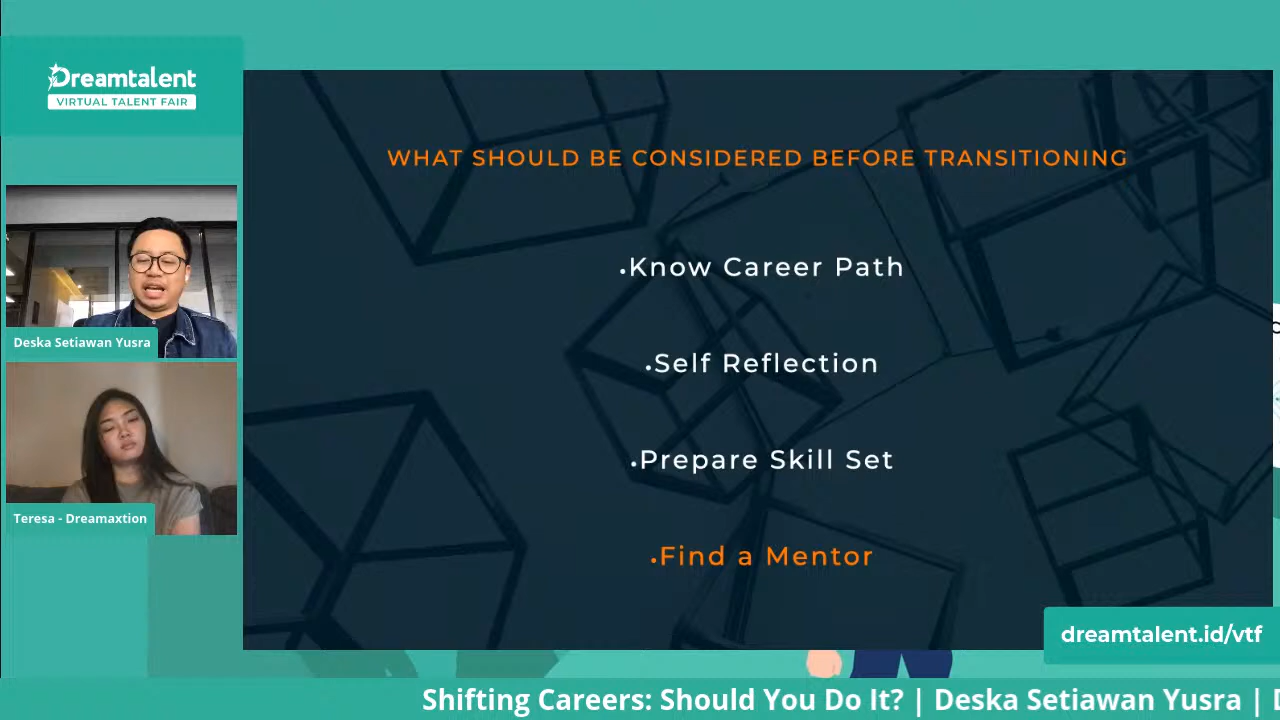 Dreamtalent
VIRTUAL TALENT FAIR
WHAT SHOULD BE CONSIDERED BEFORE TRANSITIONING
.Know Career Path
.Self Reflection
.Prepare Skill Set
.Find a Mentor
Deska Setiawan Yusra
Teresa - Dreamaxtion
dreamtalent.id/vtf
Shifting Careers: Should You Do It? | Deska Setiawan Yusra |